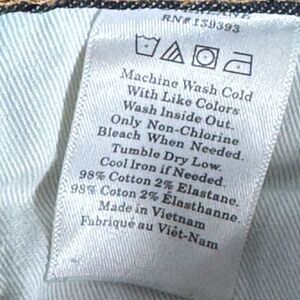 RN# 139393
Machine Wash Cold
With Like Colors
Wash Inside Out.
Only Non-Chlorine
Bleach When Needed.
Tumble Dry Low.
Cool Iron if Needed.
98% Cotton 2% Elastane.
98% Coton 2% Élasthanne.
Made in Vietnam
Fabriqué au Viêt-Nam